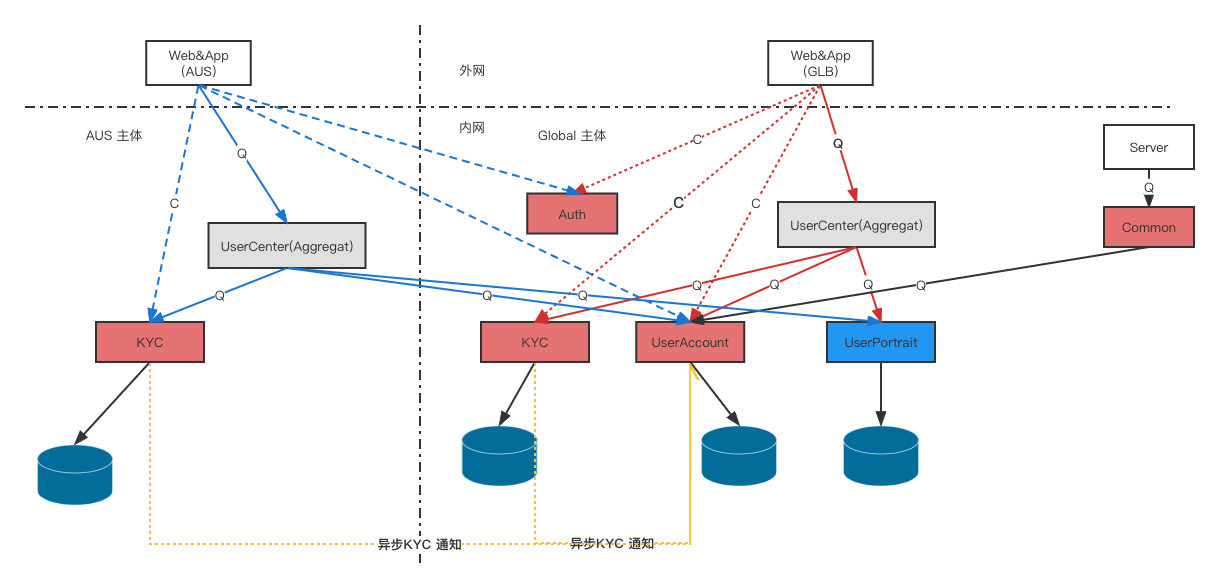 Web&App
(AUS)
外网
Web&App
(GLB)
AUS 主体
内网
Global 主体
C
Q
Q
Server
Q
C
C
C
Auth
UserCenter(Aggregat)
Common
UserCenter(Aggregat)
Q
Q
Q
Q
Q
Q
Q
KYC
KYC
UserAccount
UserPortrait
异步KYC 通知
异步KYC 通知